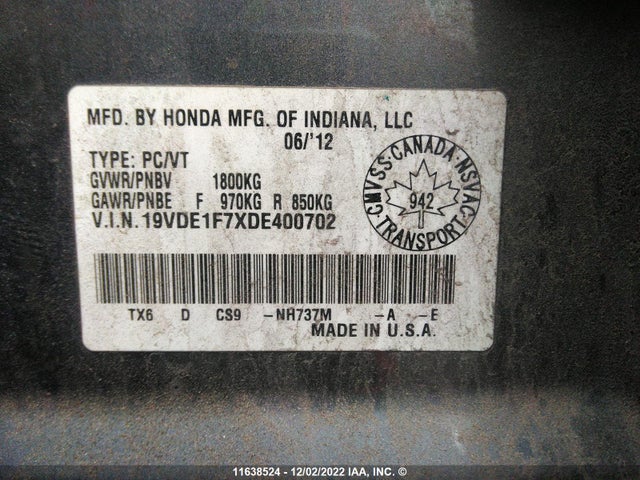 MFD. BY HONDA MFG. OF INDIANA, LLC
06/'12
TYPE: PC/VT
GVWR/PNBV 1800KG
GAWR/PNBE F 970KG R 850KG
V.I.N. 19VDE1F7XDE400702
CMVSS · CANADA · NSVAC
942
TRANSPORT
TX6 D CS9 -NH737M -A -E
MADE IN U.S.A.
11638524 - 12/02/2022 IAA, INC. ©